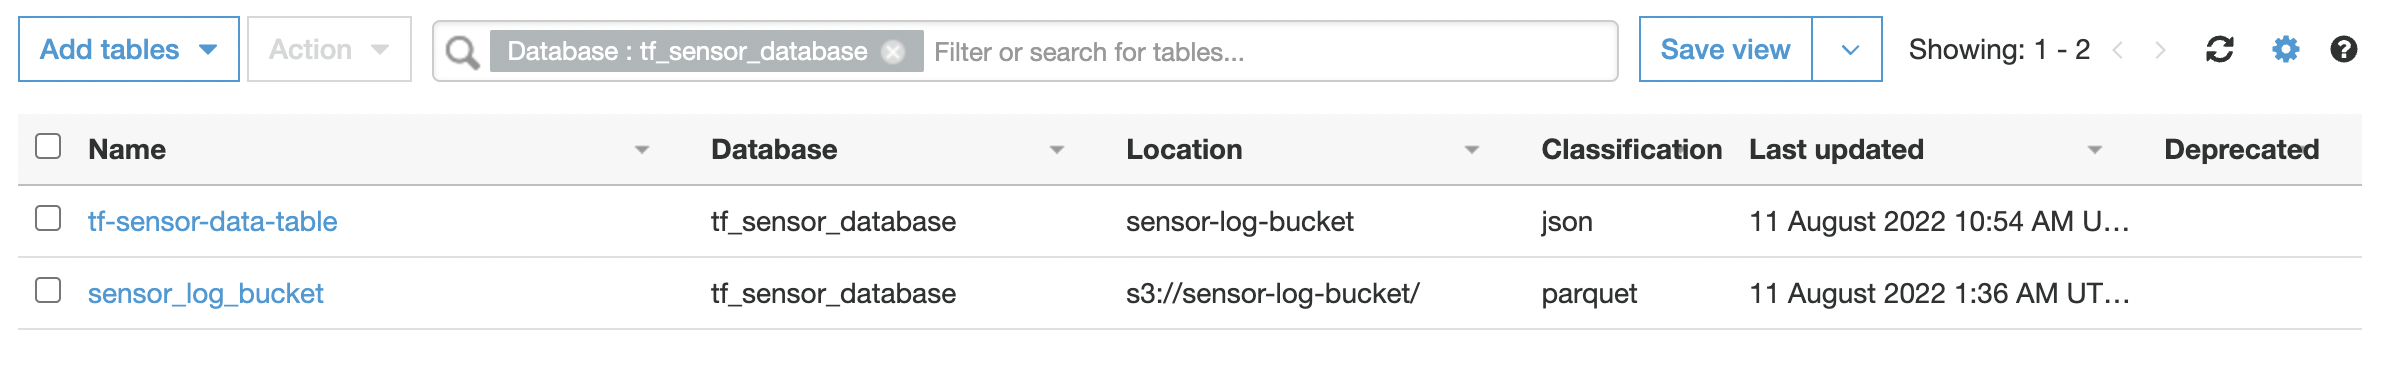 Add tables Action Database : tf_sensor_database Filter or search for tables... Save view Showing: 1 - 2
Name Database Location Classification Last updated Deprecated
tf-sensor-data-table tf_sensor_database sensor-log-bucket json 11 August 2022 10:54 AM U...
sensor_log_bucket tf_sensor_database s3://sensor-log-bucket/ parquet 11 August 2022 1:36 AM UT...